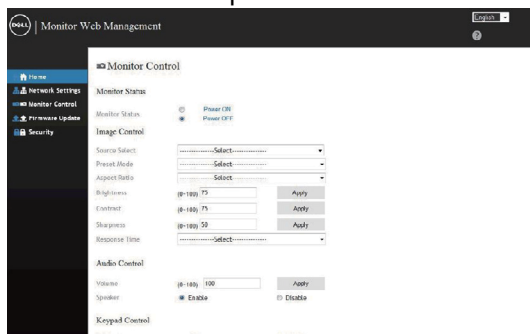 English
DELL | Monitor Web Management
Home
Network Settings
Monitor Control
Firmware Update
Security
Monitor Control
Monitor Status
Monitor Status
Power ON
Power OFF
Image Control
Source Select
---------------Select---------------
Preset Mode
---------------Select---------------
Aspect Ratio
---------------Select---------------
Brightness (0~100) 75 Apply
Contrast (0~100) 75 Apply
Sharpness (0~100) 50 Apply
Response Time
---------------Select---------------
Audio Control
Volume (0~100) 100 Apply
Speaker Enable Disable
Keypad Control